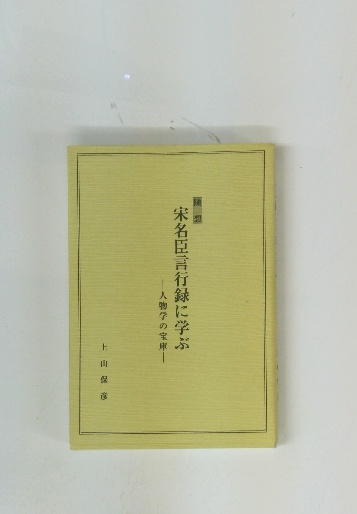 随想
宋名臣言行録に学ぶ
―人物学の宝庫―
上山保彦